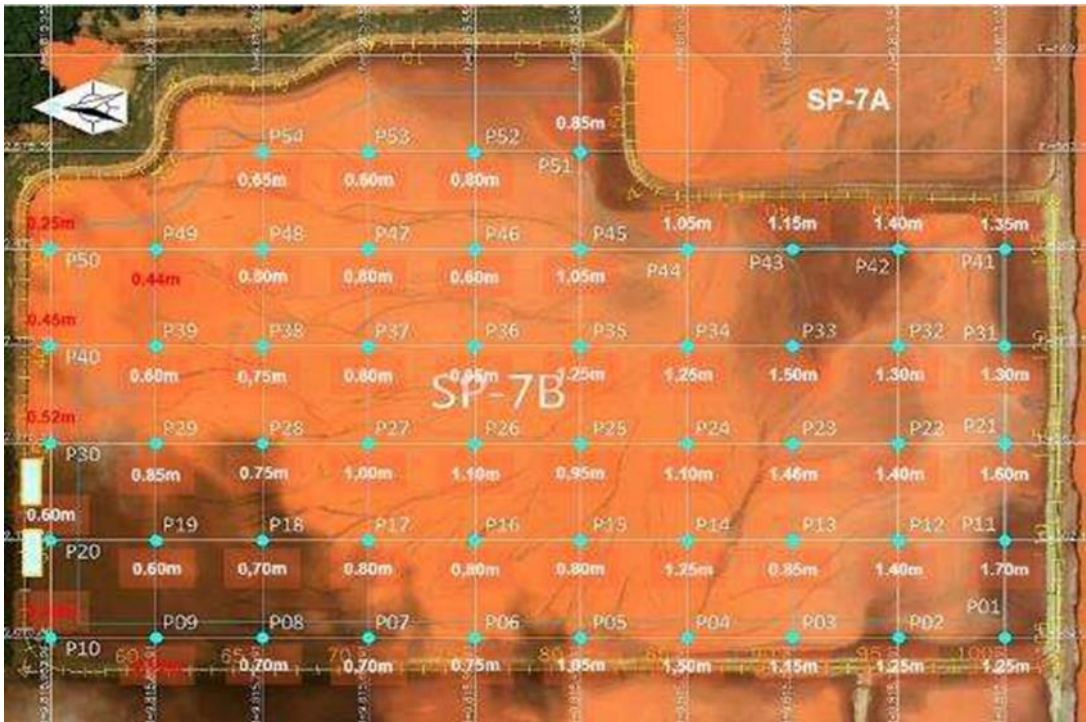 SP-7A
0.85m
P54 P53 P52
P51
0.65m 0.60m 0.80m
0.25m
1.05m 1.15m 1.40m 1.35m
P49 P48 P47 P46 P45
P50 P44 P43 P42 P41
0.44m 0.80m 0.80m 0.60m 1.05m
0.45m
P39 P38 P37 P36 P35 P34 P33 P32 P31
P40
0.60m 0,75m 0.80m 1.25m 1.25m 1.50m 1.30m 1.30m
SP-7B
0.52m
P29 P28 P27 P26 P25 P24 P23 P22 P21
P30
0.85m 0.75m 1.00m 1.10m 0.95m 1.10m 1.46m 1.40m 1.60m
0.60m
P19 P18 P17 P16 P15 P14 P13 P12 P11
P20
0.60m 0,70m 0.80m 0,80m 0.80m 1.25m 0.85m 1.40m 1.70m
P09 P08 P07 P06 P05 P04 P03 P02 P01
P10
0.70m 0.70m 0.75m 1.05m 1.50m 1.15m 1.25m 1.25m